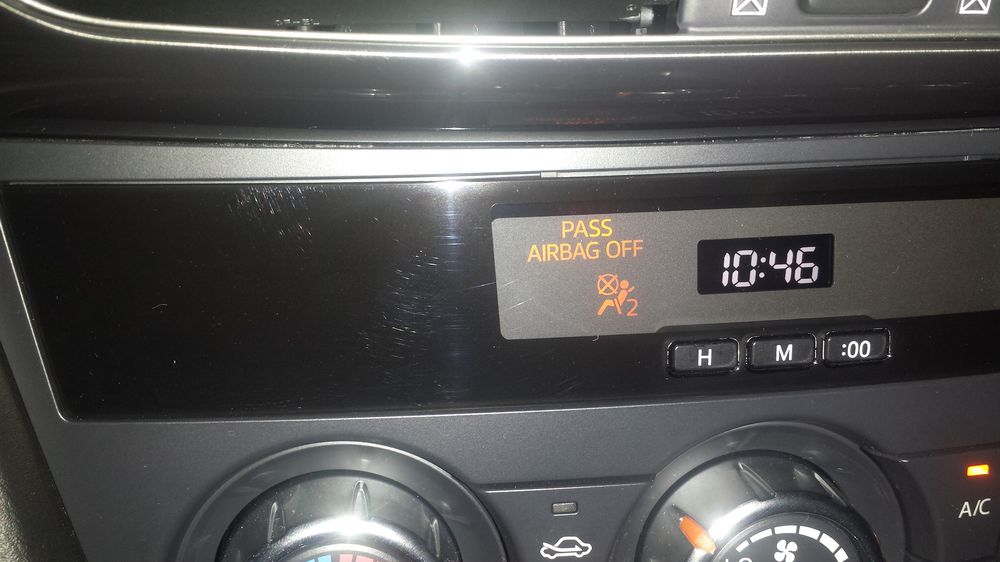 PASS
AIRBAG OFF
2
10:46
H M :00
A/C